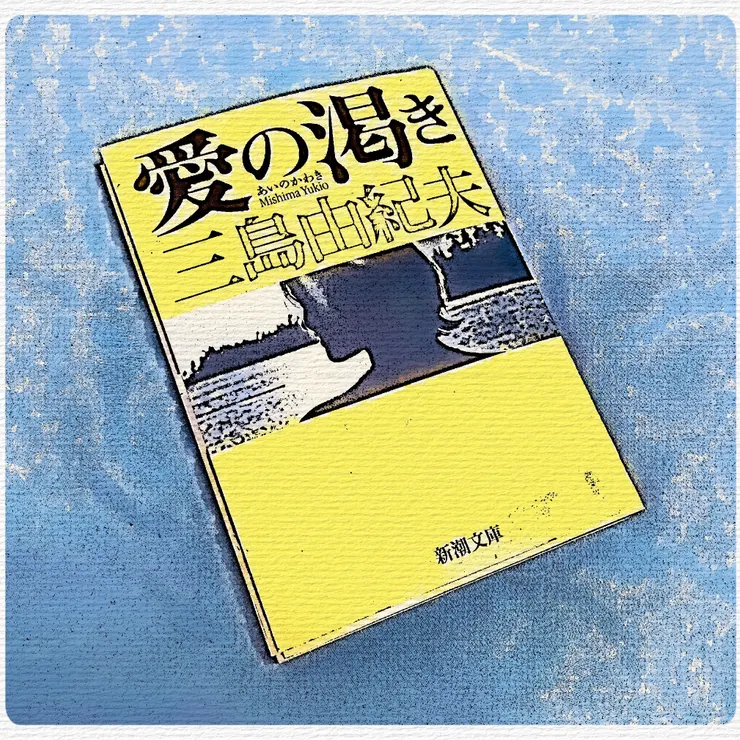 愛の渇き
あいのかわき
Mishima Yukio
三島由紀夫
新潮文庫